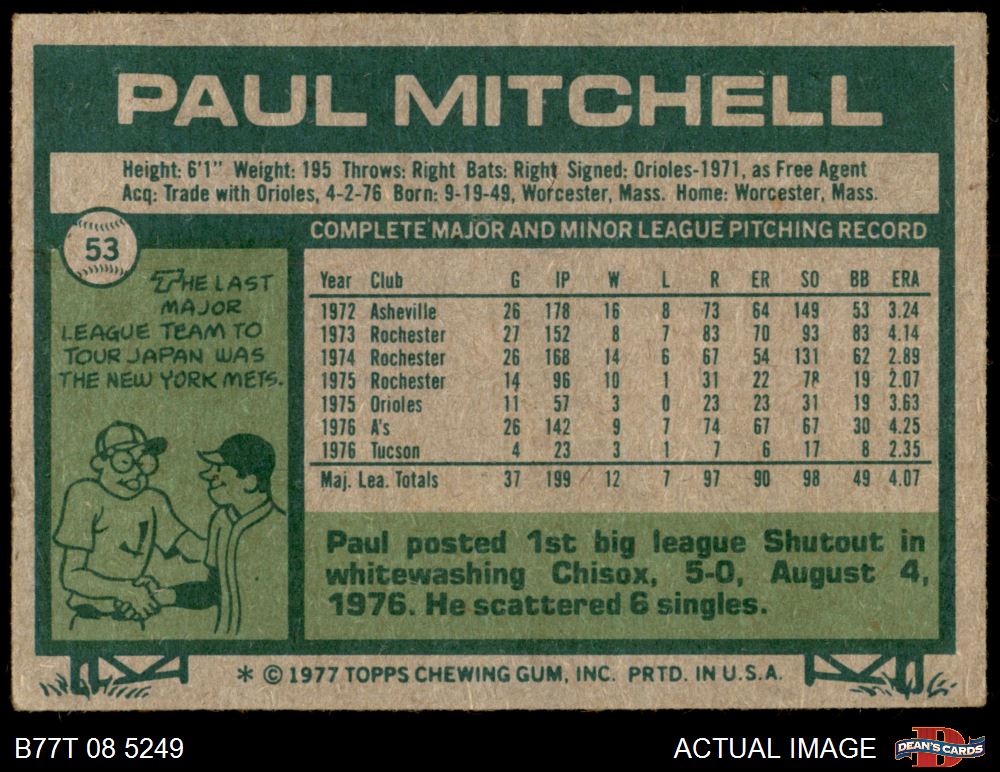 PAUL MITCHELL
Height: 6'1" Weight: 195 Throws: Right Bats: Right Signed: Orioles-1971, as Free Agent
Acq: Trade with Orioles, 4-2-76 Born: 9-19-49, Worcester, Mass. Home: Worcester, Mass.
53
THE LAST
MAJOR
LEAGUE TEAM TO
TOUR JAPAN WAS
THE NEW YORK METS.
J
COMPLETE MAJOR AND MINOR LEAGUE PITCHING RECORD
Year Club G IP W L R ER SO BB ERA
1972 Asheville 26 178 16 8 73 64 149 53 3.24
1973 Rochester 27 152 8 7 83 70 93 83 4.14
1974 Rochester 26 168 14 6 67 54 131 62 2.89
1975 Rochester 14 96 10 1 31 22 78 19 2.07
1975 Orioles 11 57 3 0 23 23 31 19 3.63
1976 A's 26 142 9 7 74 67 67 30 4.25
1976 Tucson 4 23 3 1 7 6 17 8 2.35
Maj. Lea. Totals 37 199 12 7 97 90 98 49 4.07
Paul posted 1st big league Shutout in
whitewashing Chisox, 5-0, August 4,
1976. He scattered 6 singles.
* © 1977 TOPPS CHEWING GUM, INC. PRTD. IN U.S.A.
B77T 08 5249
ACTUAL IMAGE
D
DEAN'S CARDS